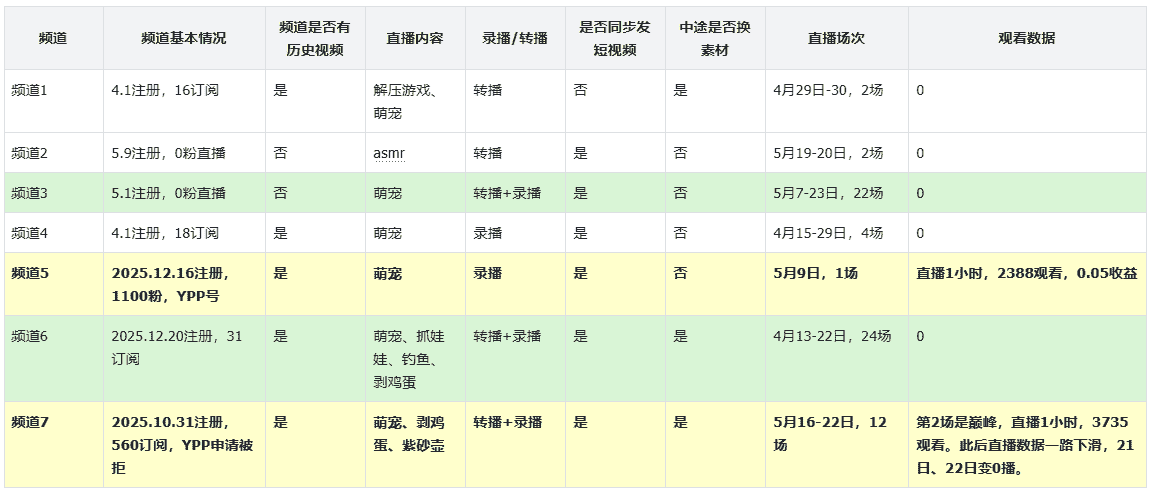 频道 频道基本情况 频道是否有历史视频 直播内容 录播/转播 是否同步发短视频 中途是否换素材 直播场次 观看数据
频道1 4.1注册，16订阅 是 解压游戏、萌宠 转播 否 是 4月29日-30，2场 0
频道2 5.9注册，0粉直播 否 asmr 转播 是 否 5月19-20日，2场 0
频道3 5.1注册，0粉直播 否 萌宠 转播+录播 是 否 5月7-23日，22场 0
频道4 4.1注册，18订阅 是 萌宠 录播 是 否 4月15-29日，4场 0
频道5 2025.12.16注册，1100粉，YPP号 是 萌宠 录播 是 否 5月9日，1场 直播1小时，2388观看，0.05收益
频道6 2025.12.20注册，31订阅 是 萌宠、抓娃娃、钓鱼、剥鸡蛋 转播+录播 是 是 4月13-22日，24场 0
频道7 2025.10.31注册，560订阅，YPP申请被拒 是 萌宠、剥鸡蛋、紫砂壶 转播+录播 是 是 5月16-22日，12场 第2场是巅峰，直播1小时，3735观看。此后直播数据一路下滑，21日、22日变0播。